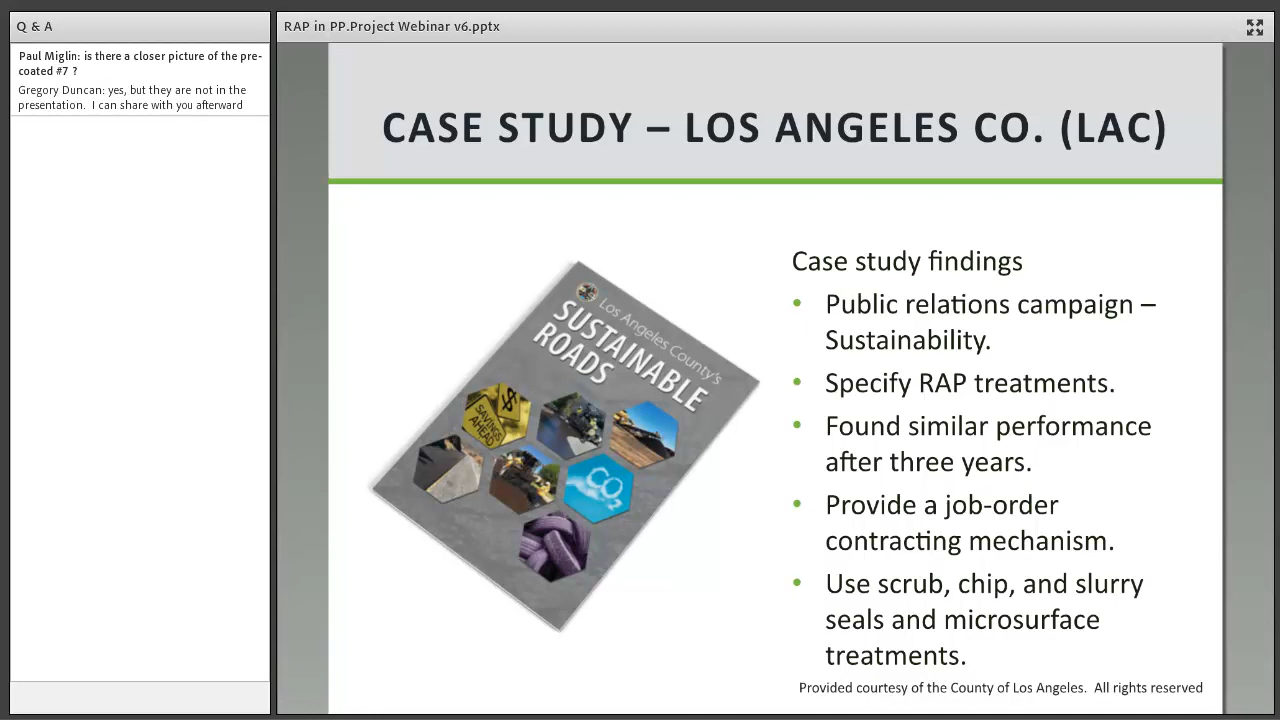 Q & A
Paul Miglin: is there a closer picture of the pre-
coated #7 ?
Gregory Duncan: yes, but they are not in the
presentation.  I can share with you afterward
RAP in PP.Project Webinar v6.pptx
CASE STUDY – LOS ANGELES CO. (LAC)
Los Angeles County's
SUSTAINABLE
ROADS
SAVINGS
AHEAD
$
CO2
Case study findings
• Public relations campaign –
Sustainability.
• Specify RAP treatments.
• Found similar performance
after three years.
• Provide a job-order
contracting mechanism.
• Use scrub, chip, and slurry
seals and microsurface
treatments.
Provided courtesy of the County of Los Angeles.  All rights reserved